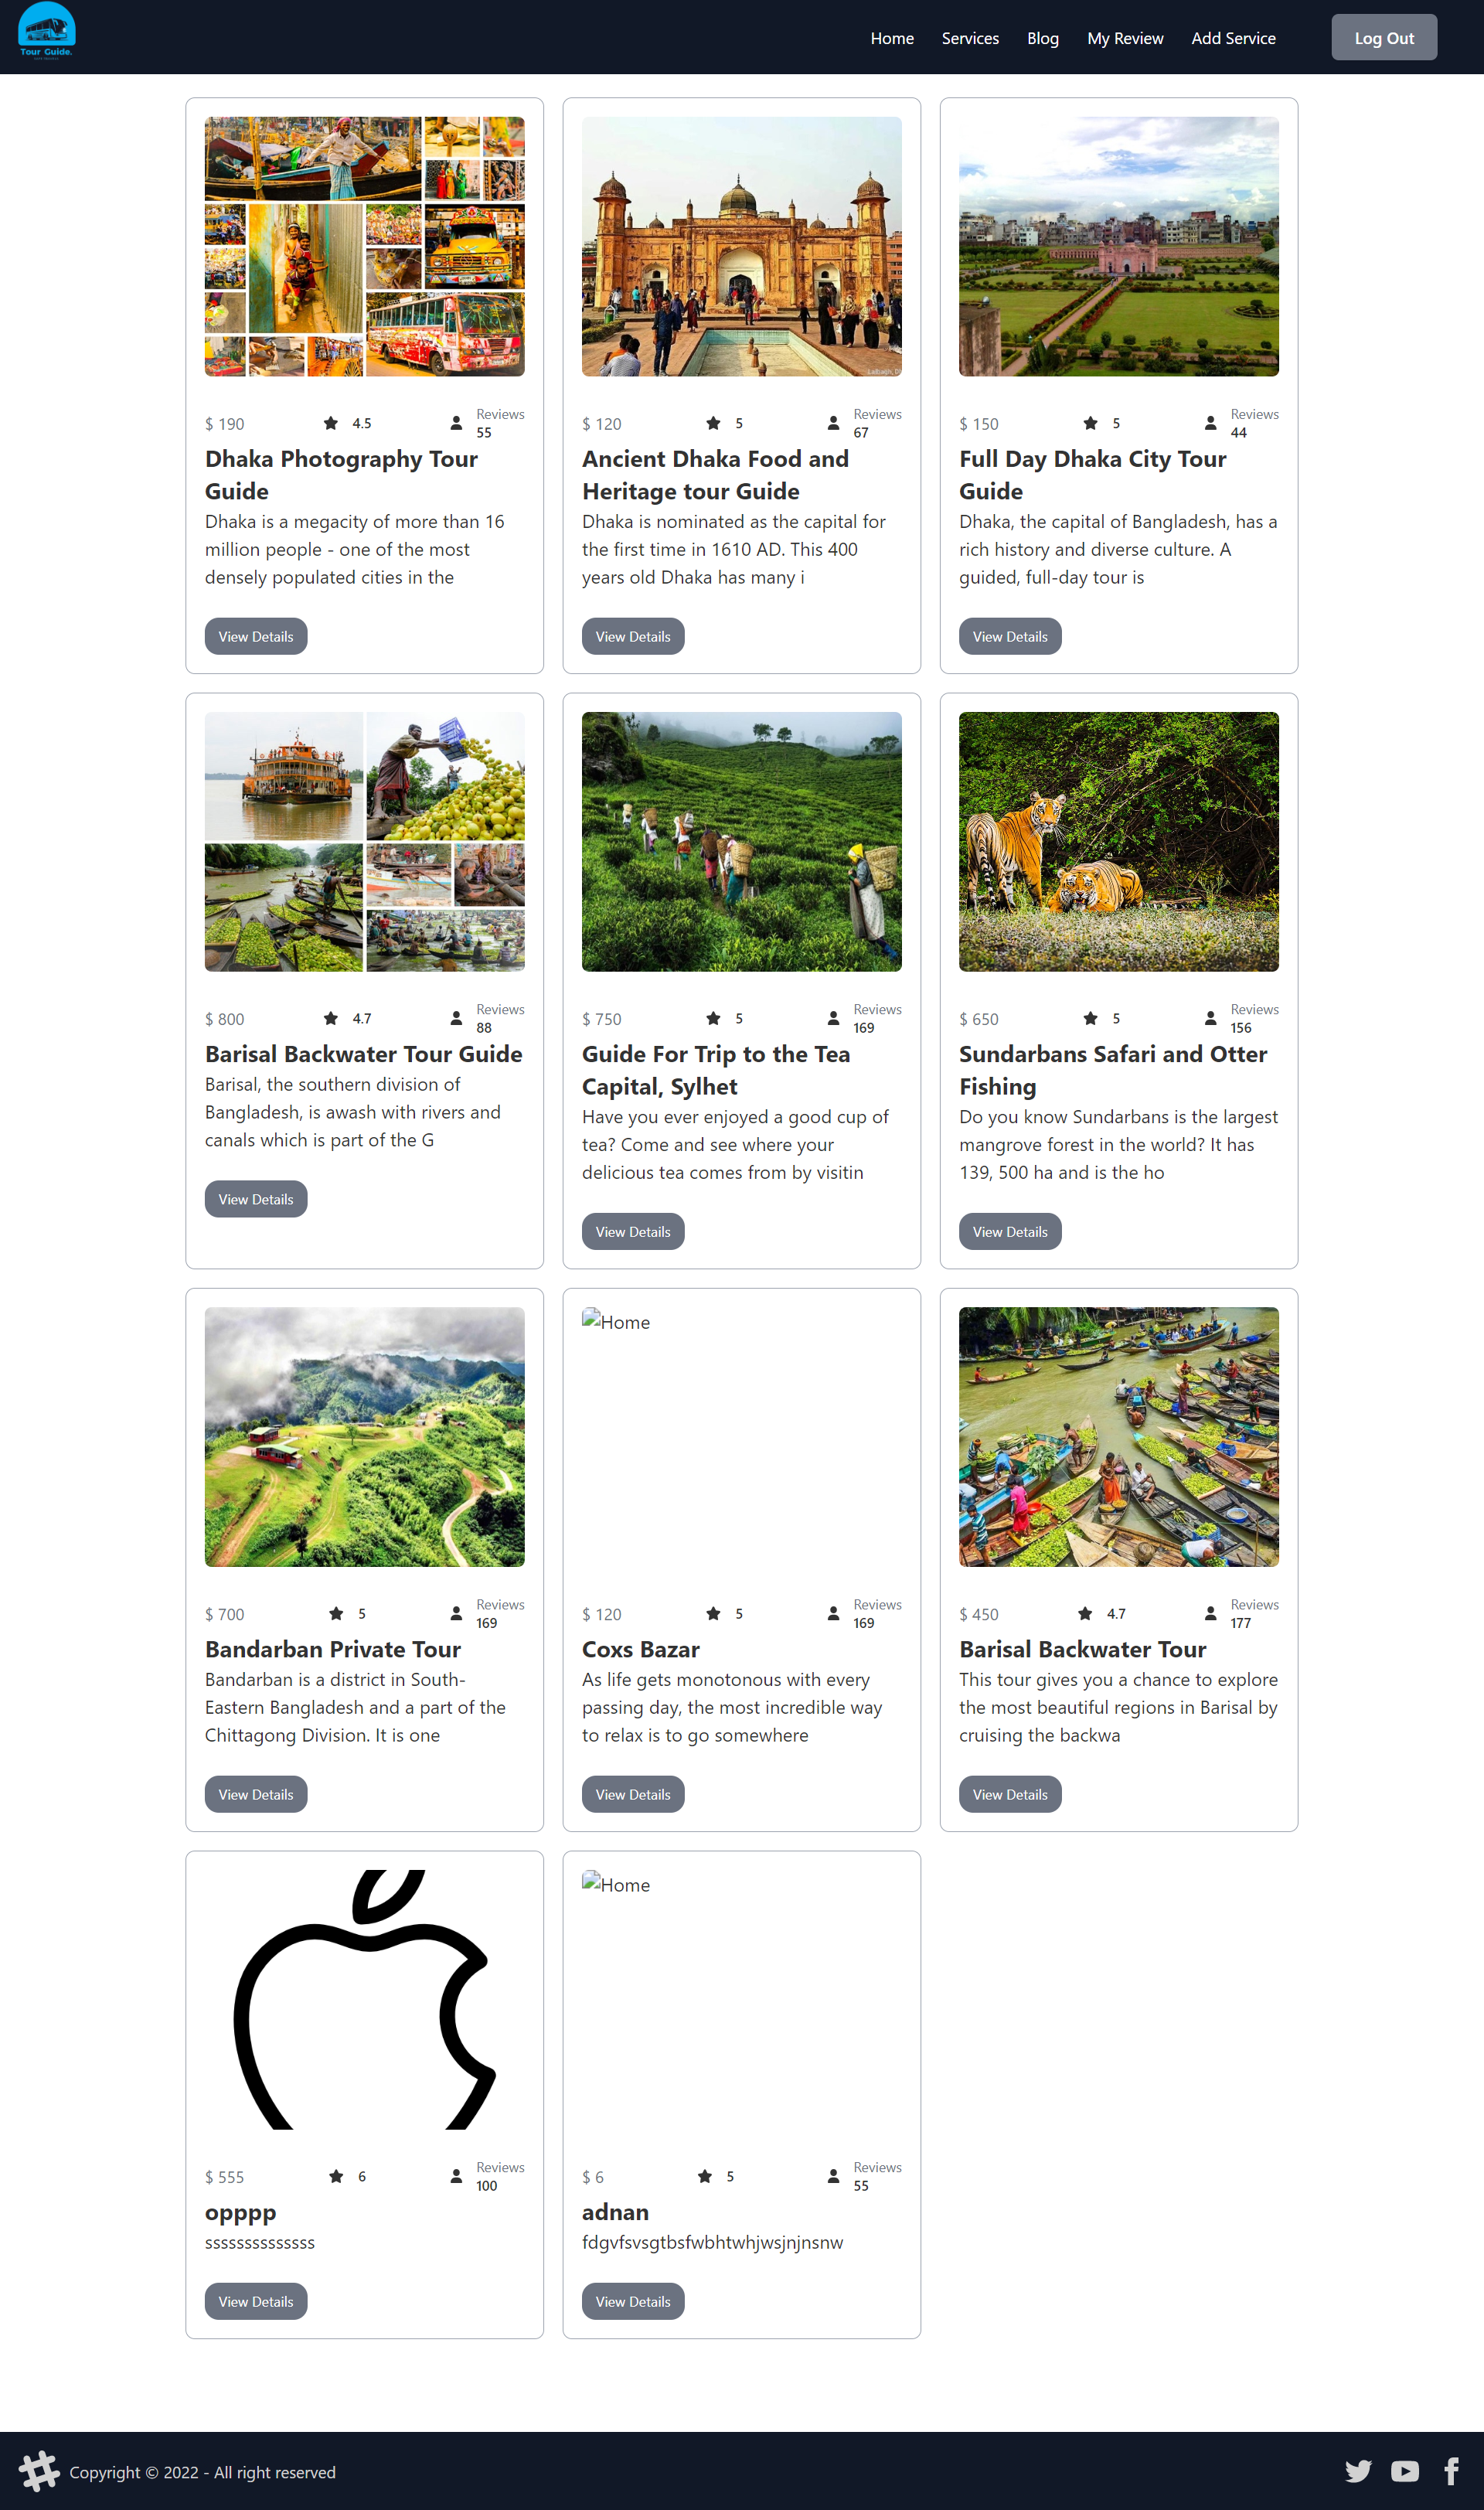 Tour Guide.
Home Services Blog My Review Add Service Log Out
$ 190 4.5 Reviews 55
Dhaka Photography Tour
Guide
Dhaka is a megacity of more than 16
million people - one of the most
densely populated cities in the
View Details
$ 120 5 Reviews 67
Ancient Dhaka Food and
Heritage tour Guide
Dhaka is nominated as the capital for
the first time in 1610 AD. This 400
years old Dhaka has many i
View Details
$ 150 5 Reviews 44
Full Day Dhaka City Tour
Guide
Dhaka, the capital of Bangladesh, has a
rich history and diverse culture. A
guided, full-day tour is
View Details
$ 800 4.7 Reviews 88
Barisal Backwater Tour Guide
Barisal, the southern division of
Bangladesh, is awash with rivers and
canals which is part of the G
View Details
$ 750 5 Reviews 169
Guide For Trip to the Tea
Capital, Sylhet
Have you ever enjoyed a good cup of
tea? Come and see where your
delicious tea comes from by visitin
View Details
$ 650 5 Reviews 156
Sundarbans Safari and Otter
Fishing
Do you know Sundarbans is the largest
mangrove forest in the world? It has
139, 500 ha and is the ho
View Details
$ 700 5 Reviews 169
Bandarban Private Tour
Bandarban is a district in South-
Eastern Bangladesh and a part of the
Chittagong Division. It is one
View Details
Home
$ 120 5 Reviews 169
Coxs Bazar
As life gets monotonous with every
passing day, the most incredible way
to relax is to go somewhere
View Details
$ 450 4.7 Reviews 177
Barisal Backwater Tour
This tour gives you a chance to explore
the most beautiful regions in Barisal by
cruising the backwa
View Details
$ 555 6 Reviews 100
opppp
ssssssssssssss
View Details
Home
$ 6 5 Reviews 55
adnan
fdgvfsvsgtbsfwbhtwhjwsjnjnsnw
View Details
Copyright © 2022 - All right reserved